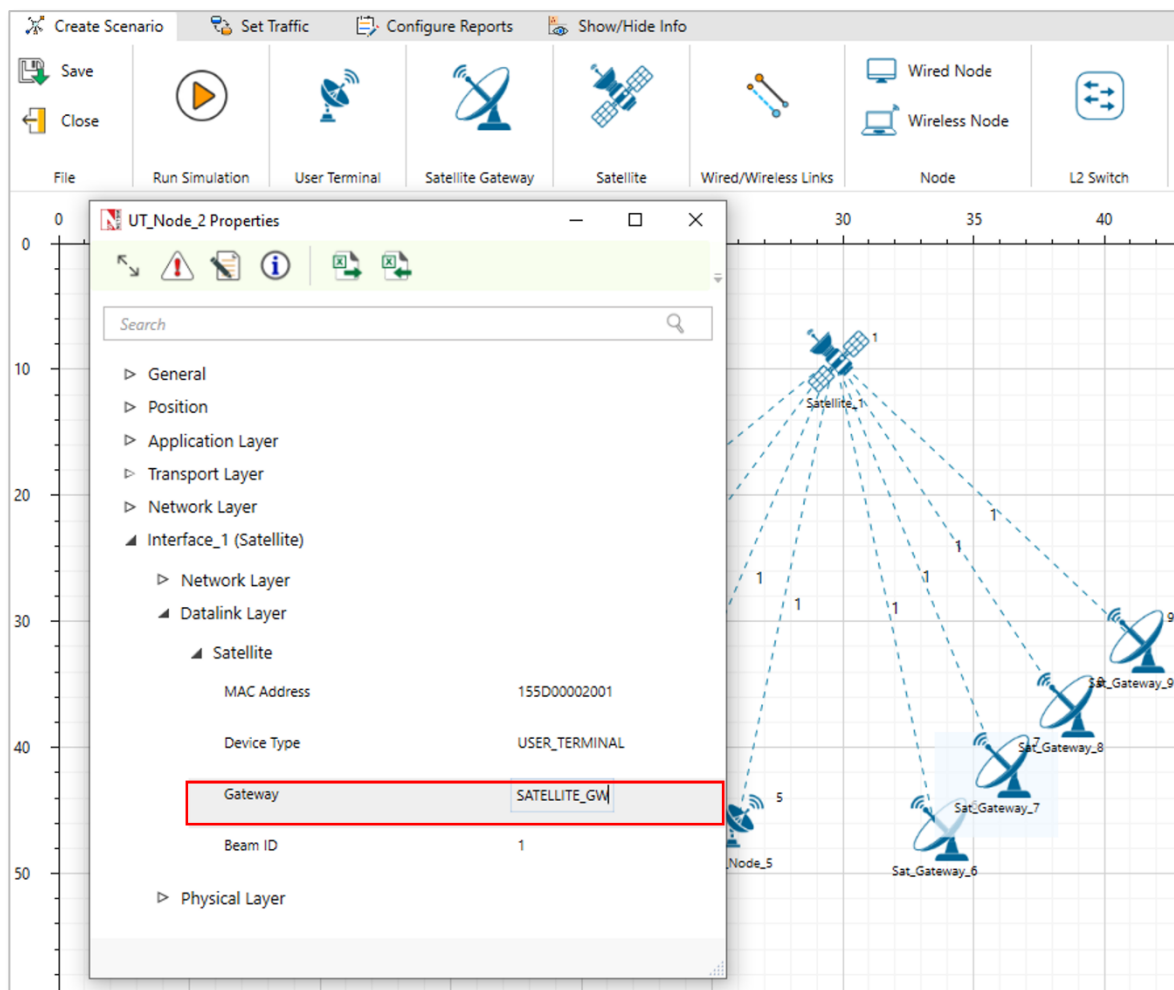 Create Scenario Set Traffic Configure Reports Show/Hide Info
Save
Close
Wired Node
Wireless Node
File Run Simulation User Terminal Satellite Gateway Satellite Wired/Wireless Links Node L2 Switch
0 30 35 40
UT_Node_2 Properties
Search
General
Position
Application Layer
Transport Layer
Network Layer
Interface_1 (Satellite)
Network Layer
Datalink Layer
Satellite
MAC Address 155D00002001
Device Type USER_TERMINAL
Gateway SATELLITE_GW
Beam ID 1
Physical Layer
0
10
20
30
40
50
1
Satellite_1
1
1
1
1
1
1
9
Sat_Gateway_9
8
Sat_Gateway_8
7
Sat_Gateway_7
6
Sat_Gateway_6
5
_Node_5